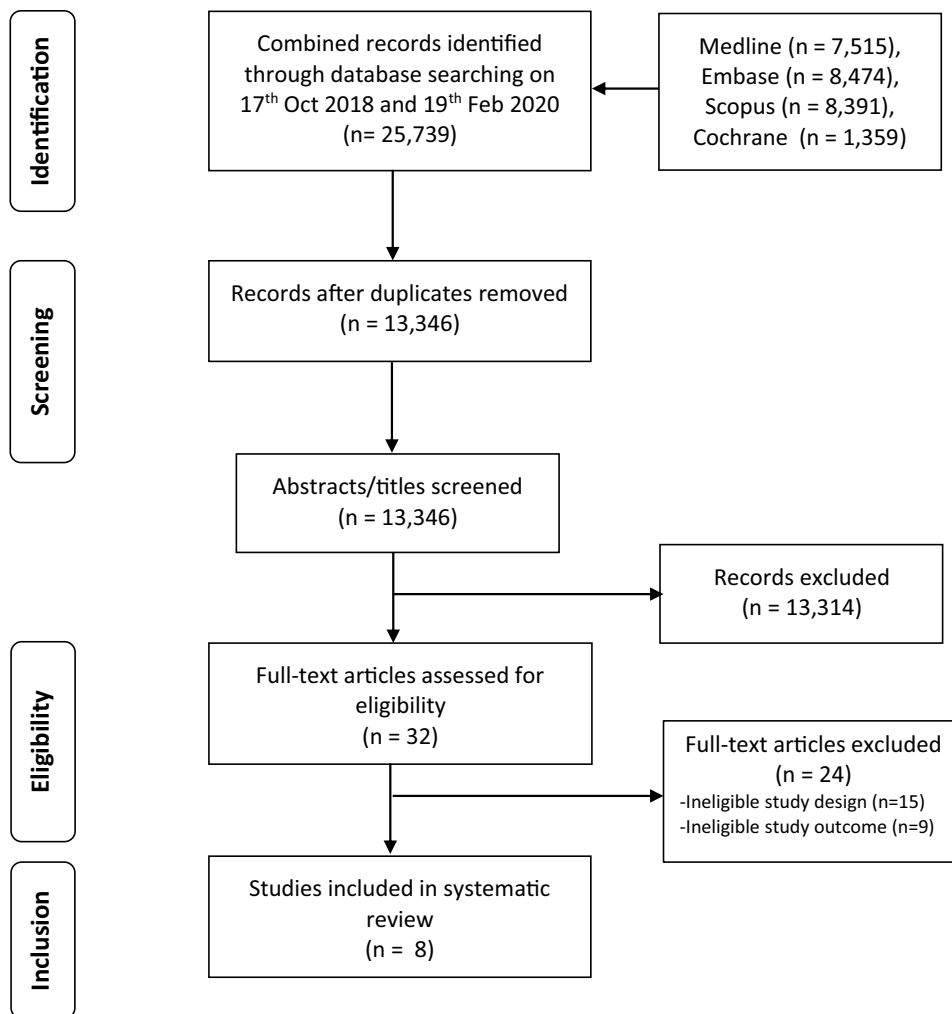 Identification
Combined records identified
through database searching on
17th Oct 2018 and 19th Feb 2020
(n= 25,739)
Medline (n = 7,515),
Embase (n = 8,474),
Scopus (n = 8,391),
Cochrane (n = 1,359)
Screening
Records after duplicates removed
(n = 13,346)
Abstracts/titles screened
(n = 13,346)
Records excluded
(n = 13,314)
Eligibility
Full-text articles assessed for
eligibility
(n = 32)
Full-text articles excluded
(n = 24)
-Ineligible study design (n=15)
-Ineligible study outcome (n=9)
Inclusion
Studies included in systematic
review
(n = 8)